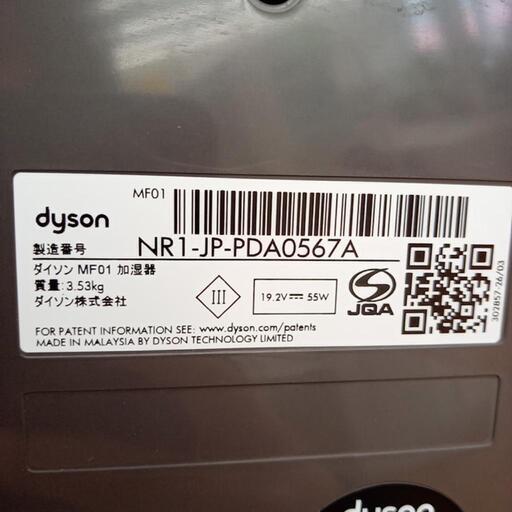 MF01
dyson
製造番号 NR1-JP-PDA0567A
ダイソン MF01 加湿器
質量：3.53kg
ダイソン株式会社
III
19.2V⎓ 55W
S
JQA
302857-26/03
FOR PATENT INFORMATION SEE: www.dyson.com/patents
MADE IN MALAYSIA BY DYSON TECHNOLOGY LIMITED
dyson